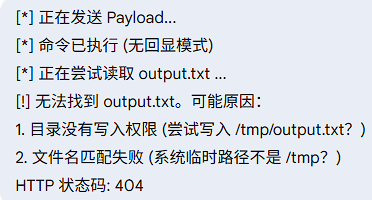 [*] 正在发送 Payload...
[*] 命令已执行 (无回显模式)
[*] 正在尝试读取 output.txt ...
[!] 无法找到 output.txt。可能原因：
1. 目录没有写入权限 (尝试写入 /tmp/output.txt？)
2. 文件名匹配失败 (系统临时路径不是 /tmp？)
HTTP 状态码: 404